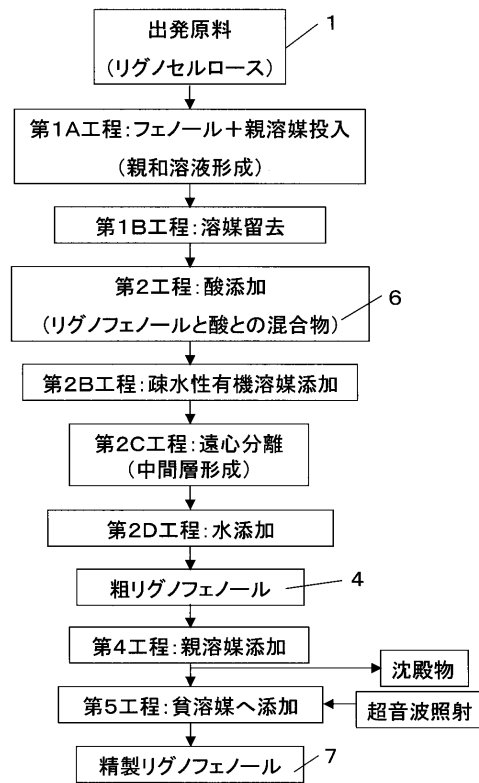 出発原料
1
(リグノセルロース)
第1A工程:フェノール+親溶媒投入
(親和溶液形成)
第1B工程:溶媒留去
第2工程:酸添加
(リグノフェノールと酸との混合物)
6
第2B工程:疎水性有機溶媒添加
第2C工程:遠心分離
(中間層形成)
第2D工程:水添加
粗リグノフェノール
4
第4工程:親溶媒添加
沈殿物
第5工程:貧溶媒へ添加
超音波照射
精製リグノフェノール
7